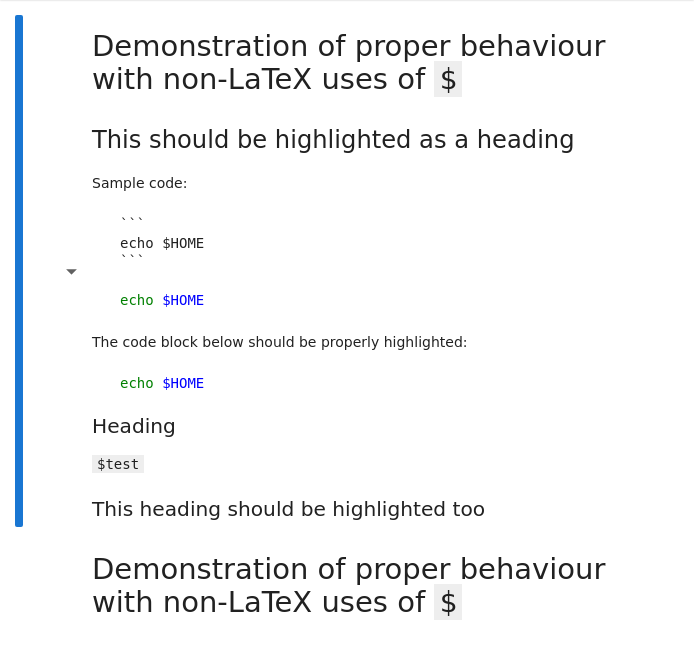 Demonstration of proper behaviour
with non-LaTeX uses of $
This should be highlighted as a heading
Sample code:
```
echo $HOME
```
echo $HOME
The code block below should be properly highlighted:
echo $HOME
Heading
$test
This heading should be highlighted too
Demonstration of proper behaviour
with non-LaTeX uses of $